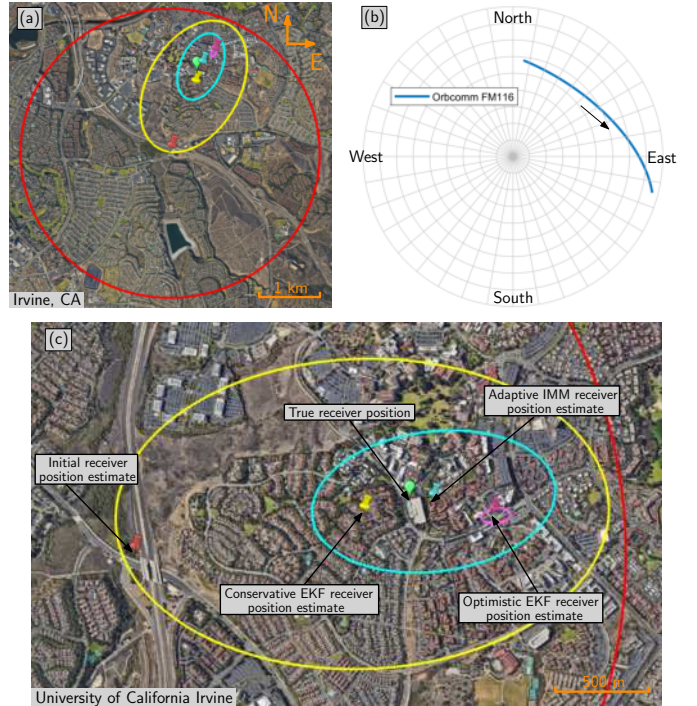 (a)
N
E
1 km
Irvine, CA
(b)
North
Orbcomm FM116
West
East
South
(c)
Adaptive IMM receiver
position estimate
True receiver position
Initial receiver
position estimate
Conservative EKF receiver
position estimate
Optimistic EKF receiver
position estimate
500 m
University of California Irvine